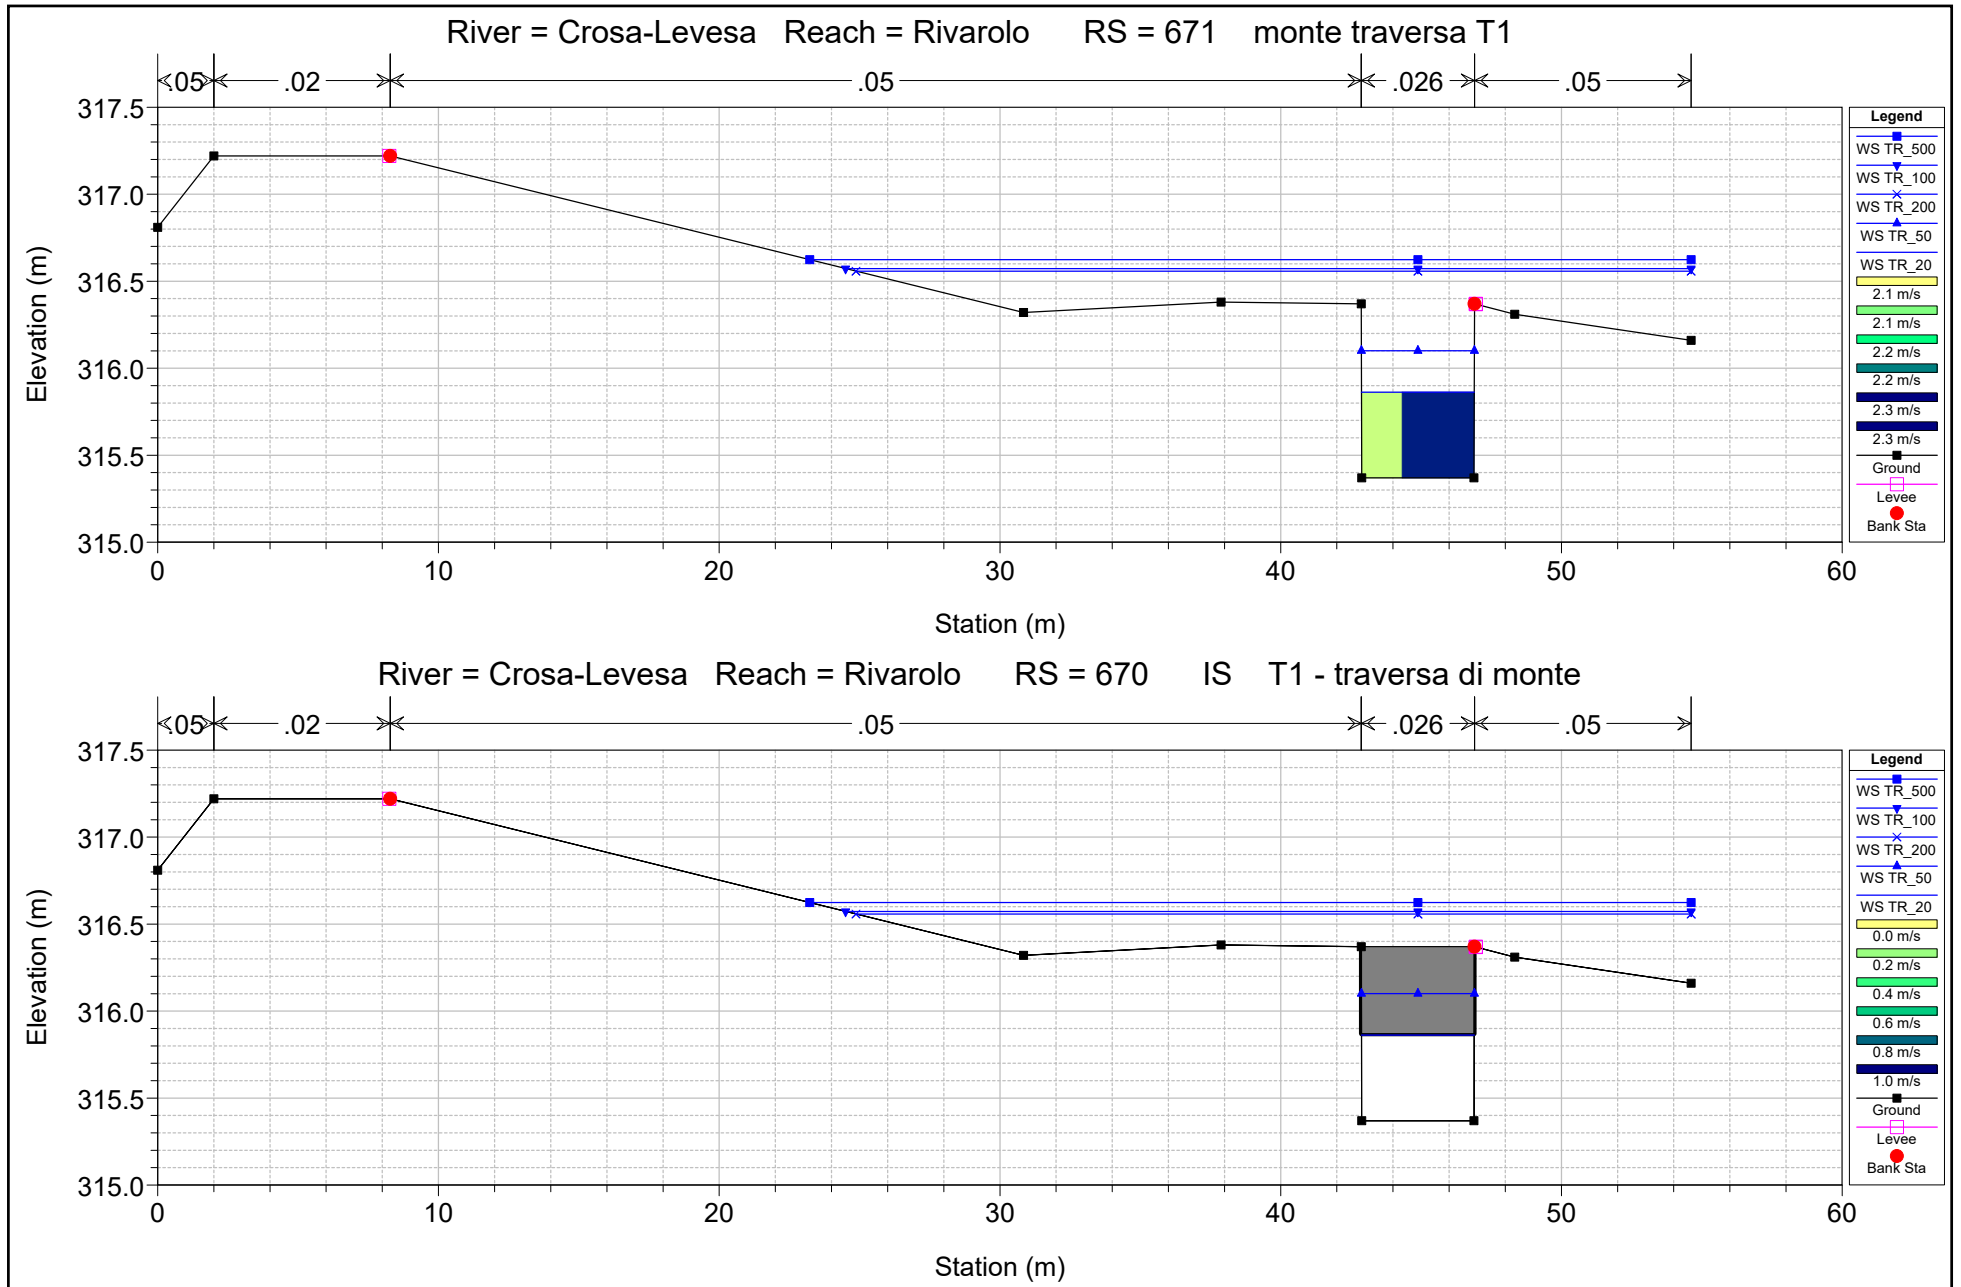 River = Crosa-Levesa Reach = Rivarolo RS = 671 monte traversa T1
.05 .02 .05 .026 .05
317.5
317.0
316.5
316.0
315.5
315.0
Elevation (m)
0 10 20 30 40 50 60
Station (m)
Legend
WS TR_500
WS TR_100
WS TR_200
WS TR_50
WS TR_20
2.1 m/s
2.1 m/s
2.2 m/s
2.2 m/s
2.3 m/s
2.3 m/s
Ground
Levee
Bank Sta
River = Crosa-Levesa Reach = Rivarolo RS = 670 IS T1 - traversa di monte
.05 .02 .05 .026 .05
317.5
317.0
316.5
316.0
315.5
315.0
Elevation (m)
0 10 20 30 40 50 60
Station (m)
Legend
WS TR_500
WS TR_100
WS TR_200
WS TR_50
WS TR_20
0.0 m/s
0.2 m/s
0.4 m/s
0.6 m/s
0.8 m/s
1.0 m/s
Ground
Levee
Bank Sta